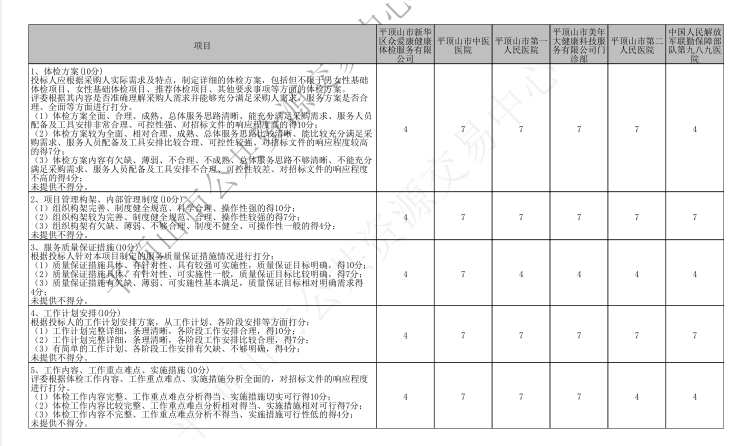 项目
平顶山市新华
区众爱康健康
体检服务有限
公司
平顶山市中医
医院
平顶山市第一
人民医院
平顶山市美年
大健康科技服
务有限公司门
诊部
平顶山市第二
人民医院
中国人民解放
军联勤保障部
队第九八九医
院
1、体检方案(10分)
投标人应根据采购人实际需求及特点，制定详细的体检方案，包括但不限于男女性基础
体检项目、女性基础体检项目、推荐体检项目、其他要求事项等方面的体检方案。
评委根据其内容是否准确理解采购人需求并能够充分满足采购人需求、服务方案是否合
理、全面等方面进行打分。
（1）体检方案全面、合理、成熟、总体服务思路清晰、能充分满足采购需求、服务人员
配备及工具安排非常合理、可控性强、对招标文件的响应程度高的得10分；
（2）体检方案较为全面、相对合理、成熟、总体服务思路比较清晰、能比较充分满足采
购需求、服务人员配备及工具安排比较合理、可控性较强、对招标文件的响应程度较高
的得7分；
（3）体检方案内容有欠缺、薄弱、不合理、不成熟、总体服务思路不够清晰、不能充分
满足采购需求、服务人员配备及工具安排不合理、可控性较差、对招标文件的响应程度
不高的得4分；
未提供不得分。
4 7 7 7 7 4
2、项目管理构架、内部管理制度(10分)
（1）组织构架完善、制度健全规范、科学合理、操作性强的得10分；
（2）组织构架较为完善、制度健全规范、合理、操作性较强的得7分；
（3）组织构架有欠缺、薄弱、不够合理、制度不健全、可操作性一般的得4分；
未提供不得分。
4 7 7 7 7 7
3、服务质量保证措施(10分)
根据投标人针对本项目制定的服务质量保证措施情况进行打分：
（1）质量保证措施具体、有针对性、具有较强可实施性，质量保证目标明确，得10分；
（2）质量保证措施具体、有针对性、可实施性一般，质量保证目标比较明确，得7分；
（3）质量保证措施有欠缺、薄弱、可实施性基本满足，质量保证目标相对明确需求得
4分；
未提供不得分。
4 7 4 4 4 4
4、工作计划安排(10分)
根据投标人的工作计划安排方案，从工作计划、各阶段安排等方面打分：
（1）工作计划完整详细，条理清晰，各阶段工作安排合理，得10分；
（2）工作计划完整详细，条理清晰，各阶段工作安排比较合理，得7分；
（3）有简单的工作计划、各阶段工作安排有欠缺、不够明确，得4分；
未提供不得分。
4 7 7 7 7 7
5、工作内容、工作重点难点、实施措施(10分)
评委根据体检工作内容、工作重点难点、实施措施分析全面的，对招标文件的响应程度
进行打分。
（1）体检工作内容完整、工作重点难点分析得当、实施措施切实可行得10分；
（2）体检工作内容比较完整、工作重点难点分析相对得当、实施措施相对可行得7分；
（3）体检工作内容不完整、工作重点难点分析不得当、实施措施可行性低的得4分；
未提供不得分。
4 7 7 7 4 4
平顶山市公共资源交易中心
平顶山市公共资源交易中心